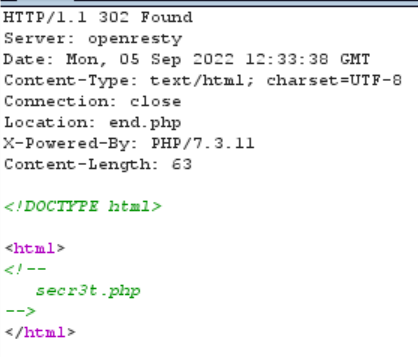 HTTP/1.1 302 Found
Server: openresty
Date: Mon, 05 Sep 2022 12:33:38 GMT
Content-Type: text/html; charset=UTF-8
Connection: close
Location: end.php
X-Powered-By: PHP/7.3.11
Content-Length: 63
<!DOCTYPE html>
<html>
<!--
secr3t.php
-->
</html>